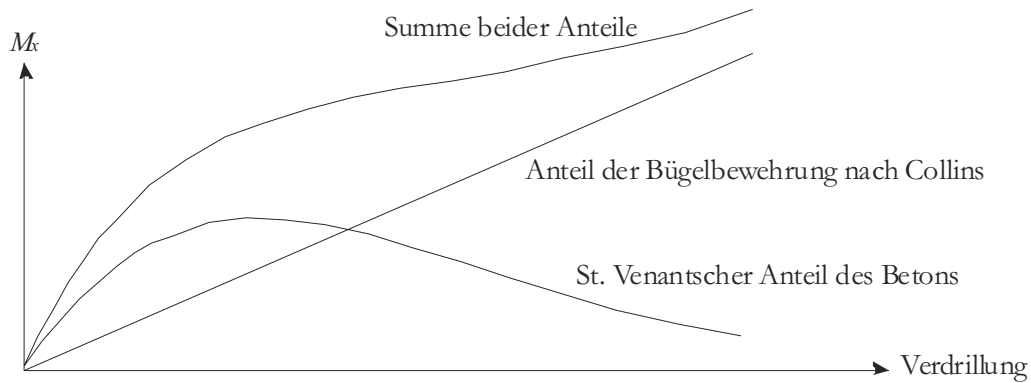 Summe beider Anteile
Mx
Anteil der Bügelbewehrung nach Collins
St. Venantscher Anteil des Betons
Verdrillung